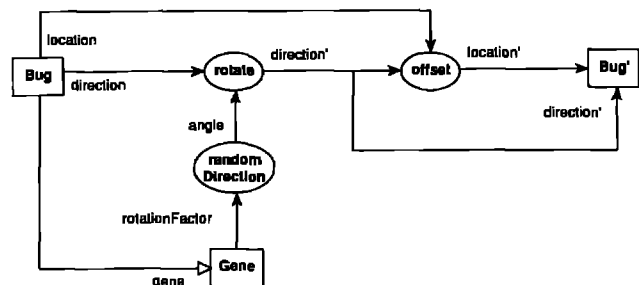 location
Bug
direction
rotate
direction'
offset
location'
Bug'
direction'
angle
random
Direction
rotationFactor
Gene
gene